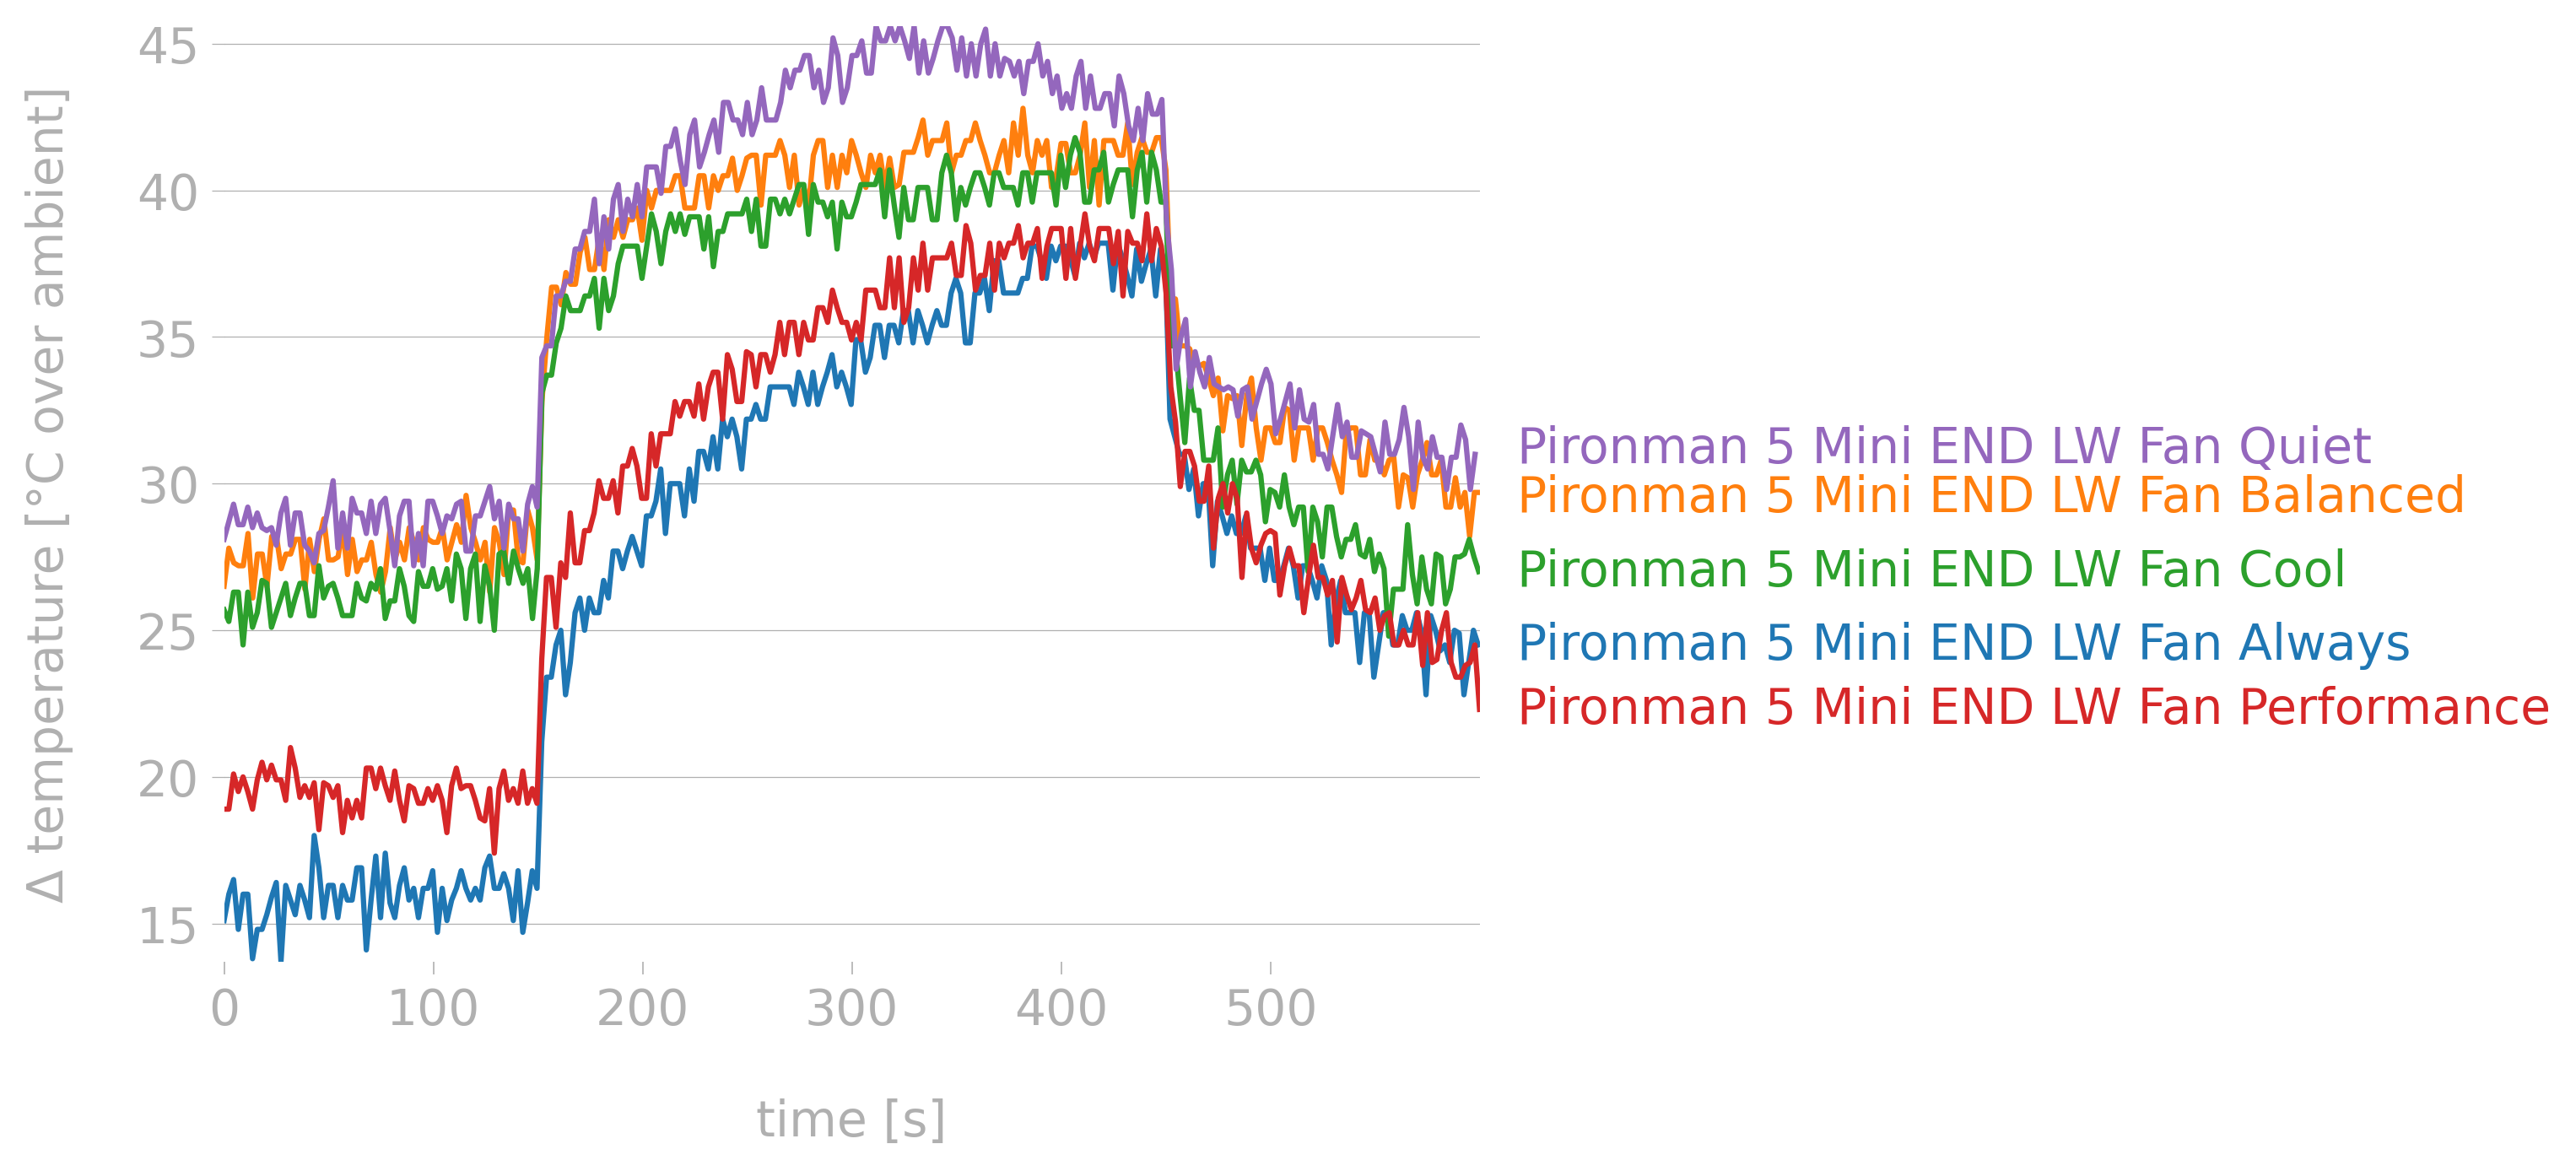 Δ temperature [°C over ambient]
45
40
35
30
25
20
15
0 100 200 300 400 500
time [s]
Pironman 5 Mini END LW Fan Quiet
Pironman 5 Mini END LW Fan Balanced
Pironman 5 Mini END LW Fan Cool
Pironman 5 Mini END LW Fan Always
Pironman 5 Mini END LW Fan Performance